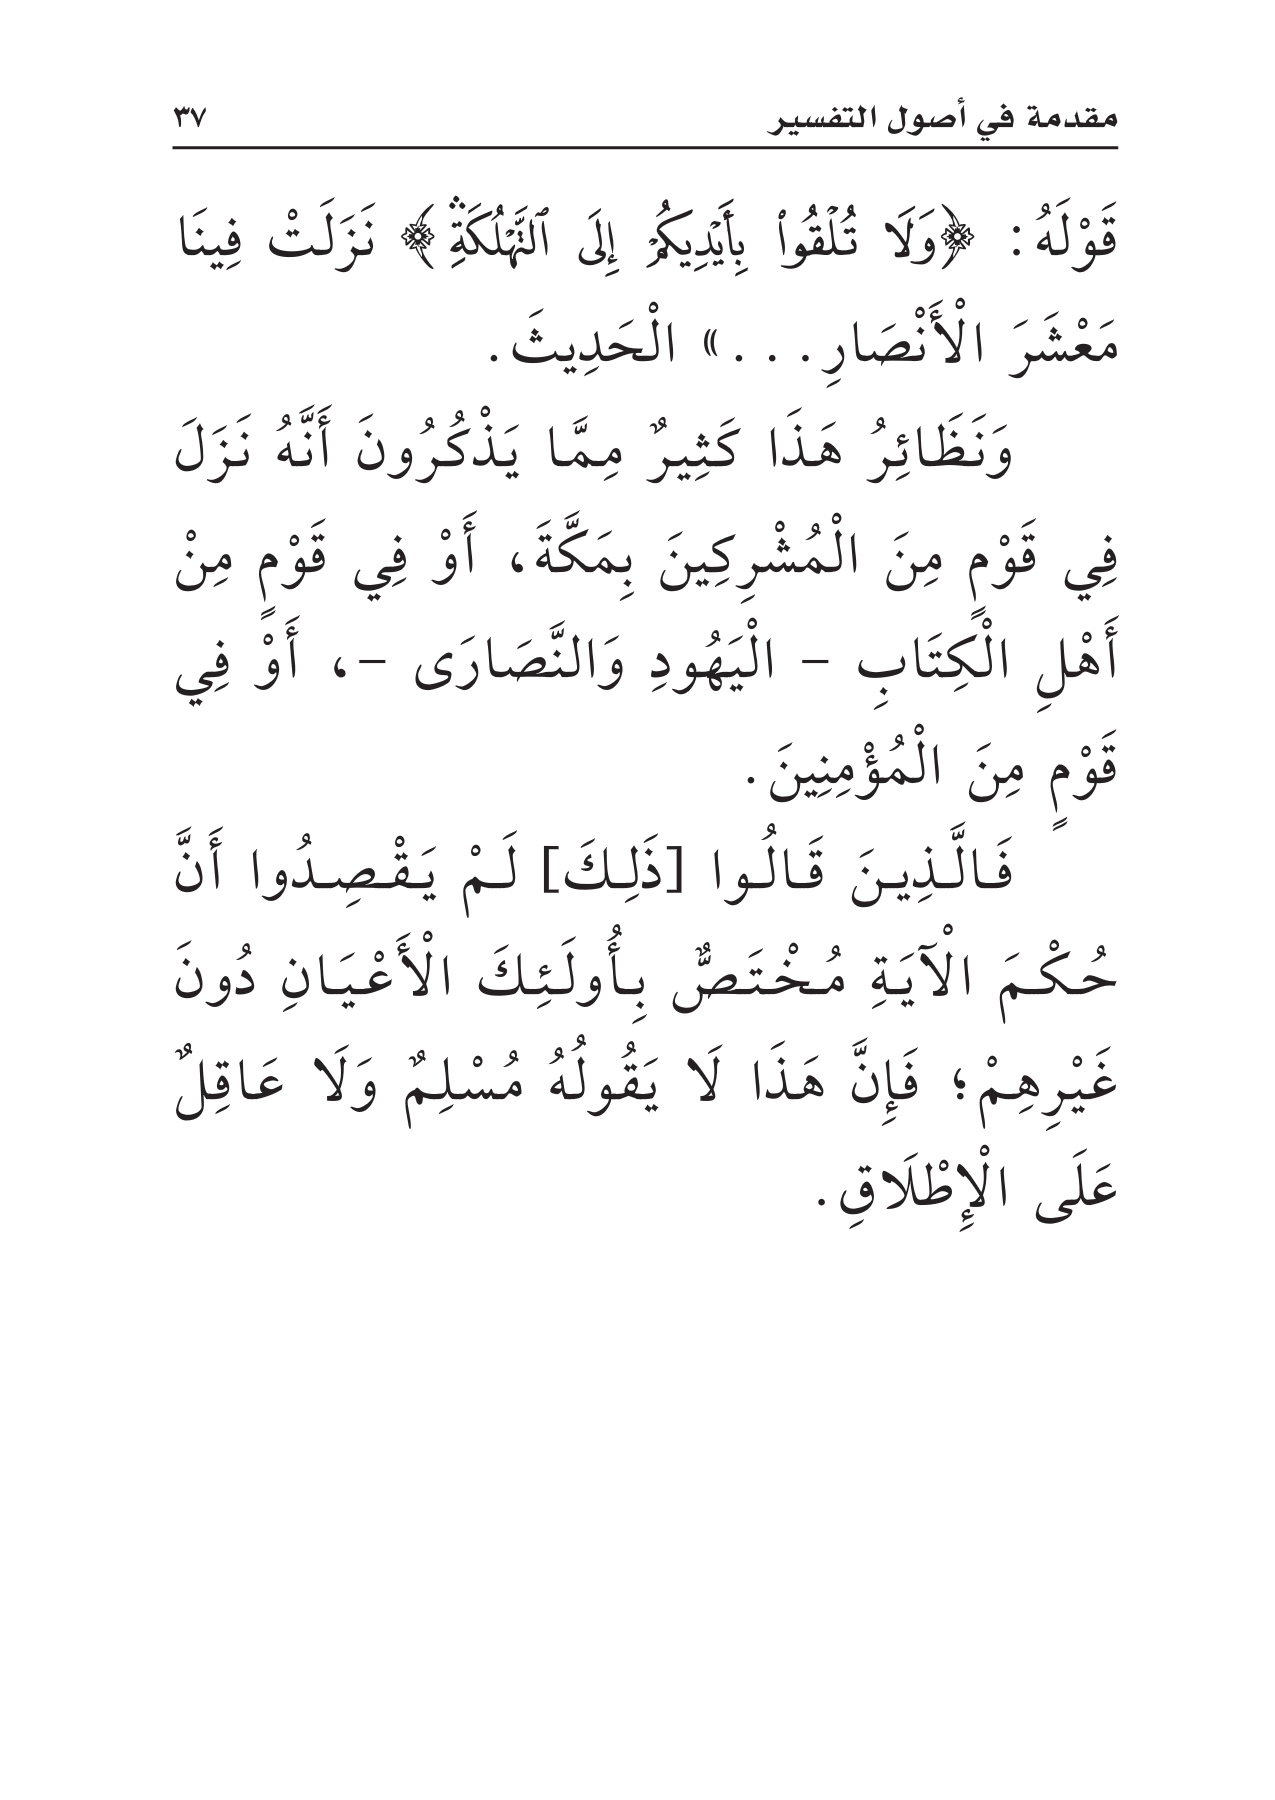 مقدمة في أصول التفسير ٣٧
قَوْلَهُ: ﴿وَلَا تُلْقُوا۟ بِأَيْدِيكُمْ إِلَى ٱلتَّهْلُكَةِۛ﴾ نَزَلَتْ فِينَا
مَعْشَرَ الْأَنْصَارِ. . . » الْحَدِيثَ.
وَنَظَائِرُ هَذَا كَثِيرٌ مِمَّا يَذْكُرُونَ أَنَّهُ نَزَلَ
فِي قَوْمٍ مِنَ الْمُشْرِكِينَ بِمَكَّةَ، أَوْ فِي قَوْمٍ مِنْ
أَهْلِ الْكِتَابِ – الْيَهُودِ وَالنَّصَارَى –، أَوْ فِي
قَوْمٍ مِنَ الْمُؤْمِنِينَ.
فَالَّذِينَ قَالُوا [ذَلِكَ] لَمْ يَقْصِدُوا أَنَّ
حُكْمَ الْآيَةِ مُخْتَصٌّ بِأُولَئِكَ الْأَعْيَانِ دُونَ
غَيْرِهِمْ؛ فَإِنَّ هَذَا لَا يَقُولُهُ مُسْلِمٌ وَلَا عَاقِلٌ
عَلَى الْإِطْلَاقِ.